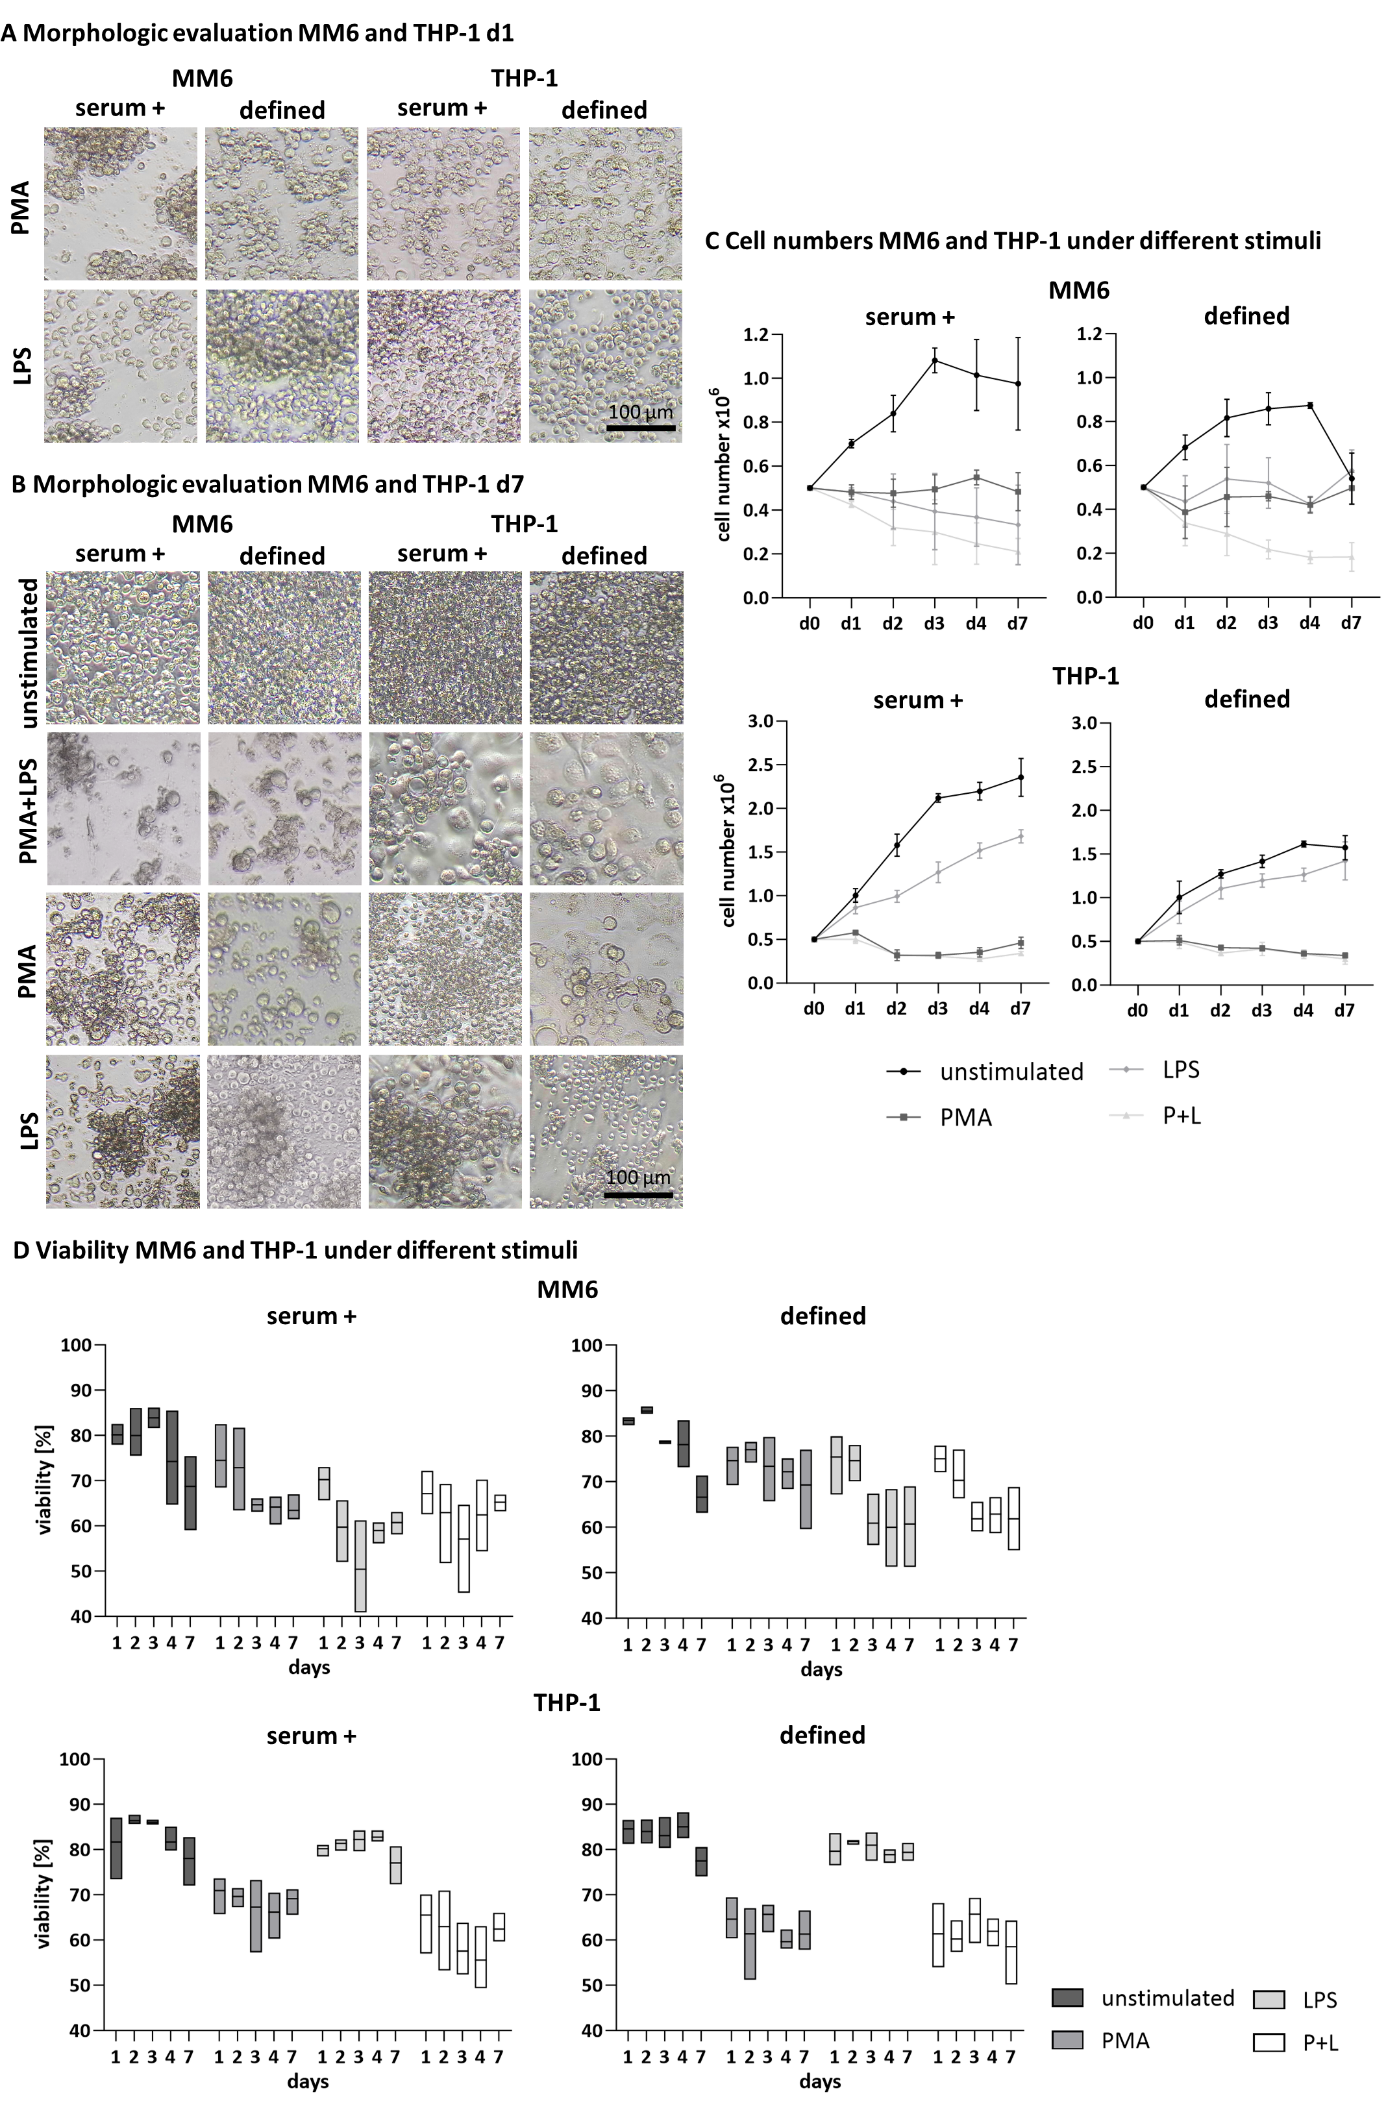 A Morphologic evaluation MM6 and THP-1 d1
MM6 THP-1
serum + defined serum + defined
PMA
LPS
100 µm
B Morphologic evaluation MM6 and THP-1 d7
MM6 THP-1
serum + defined serum + defined
unstimulated
PMA+LPS
PMA
LPS
100 µm
C Cell numbers MM6 and THP-1 under different stimuli
MM6
serum + defined
cell number x10⁶
1.2 1.2
1.0 1.0
0.8 0.8
0.6 0.6
0.4 0.4
0.2 0.2
0.0 0.0
d0 d1 d2 d3 d4 d7 d0 d1 d2 d3 d4 d7
THP-1
serum + defined
cell number x10⁶
3.0 3.0
2.5 2.5
2.0 2.0
1.5 1.5
1.0 1.0
0.5 0.5
0.0 0.0
d0 d1 d2 d3 d4 d7 d0 d1 d2 d3 d4 d7
unstimulated LPS
PMA P+L
D Viability MM6 and THP-1 under different stimuli
MM6
serum + defined
viability [%]
100 100
90 90
80 80
70 70
60 60
50 50
40 40
1 2 3 4 7 1 2 3 4 7 1 2 3 4 7 1 2 3 4 7 1 2 3 4 7 1 2 3 4 7 1 2 3 4 7 1 2 3 4 7
days days
THP-1
serum + defined
viability [%]
100 100
90 90
80 80
70 70
60 60
50 50
40 40
1 2 3 4 7 1 2 3 4 7 1 2 3 4 7 1 2 3 4 7 1 2 3 4 7 1 2 3 4 7 1 2 3 4 7 1 2 3 4 7
days days
unstimulated LPS
PMA P+L